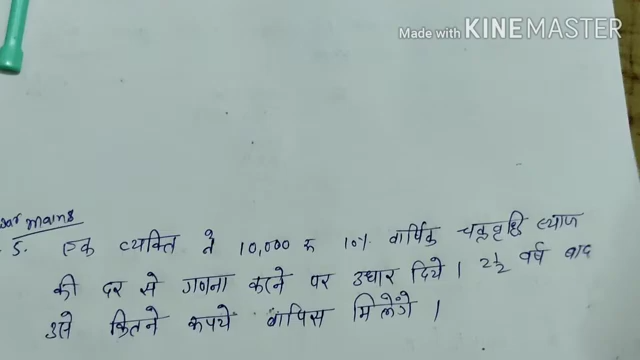 Made with KINEMASTER
mains
5. एक व्यक्ति ने 10,000 रु 10% वार्षिक चक्रवृद्धि ब्याज
की दर से गणना करने पर उधार दिये। 2½ वर्ष बाद
उसे कितने रूपये वापिस मिलेंगे।